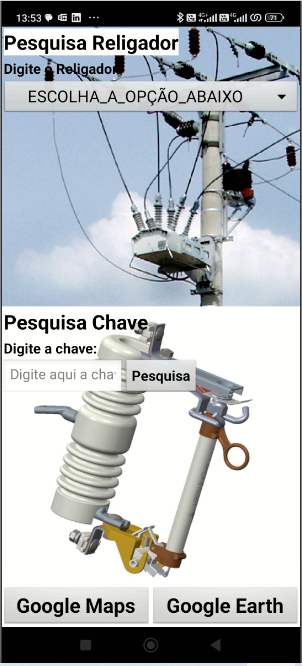 13:53
Pesquisa Religador
Digite o Religador:
ESCOLHA_A_OPÇÃO_ABAIXO
Pesquisa Chave
Digite a chave:
Digite aqui a cha
Pesquisa
Google Maps
Google Earth